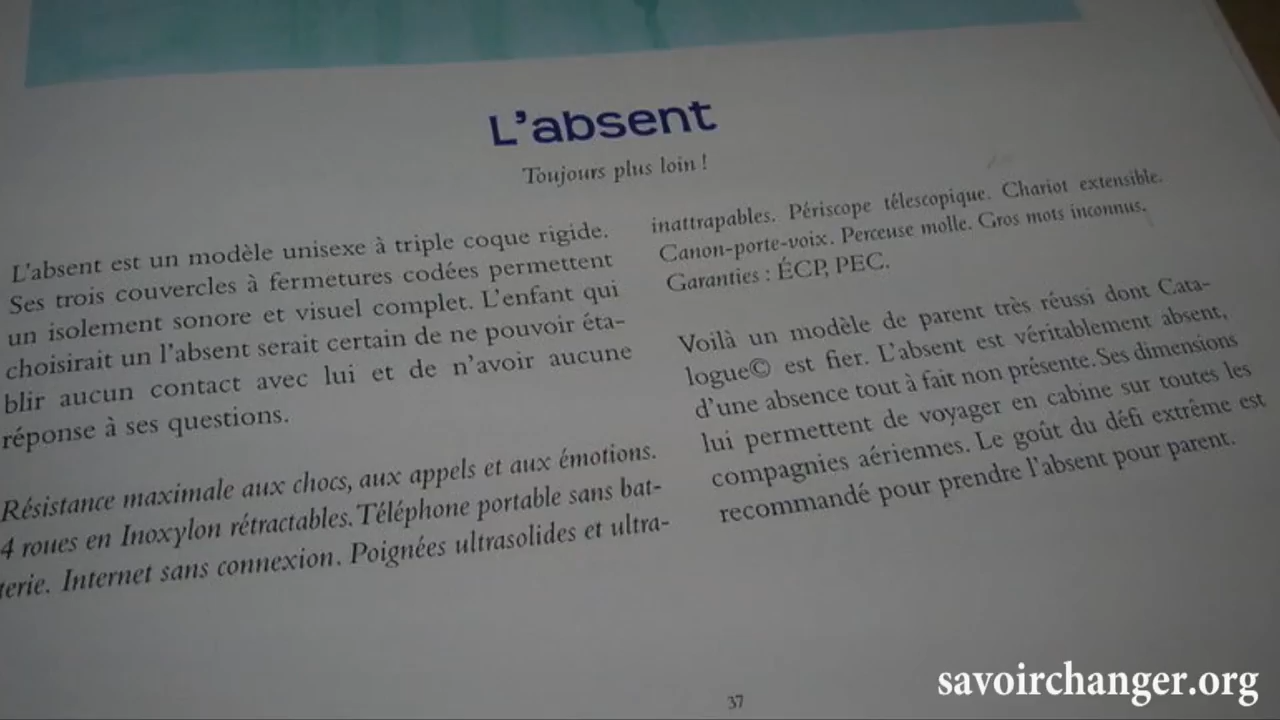 L'absent
Toujours plus loin !
L'absent est un modèle unisexe à triple coque rigide.
Ses trois couvercles à fermetures codées permettent
un isolement sonore et visuel complet. L'enfant qui
choisirait un l'absent serait certain de ne pouvoir éta-
blir aucun contact avec lui et de n'avoir aucune
réponse à ses questions.
Résistance maximale aux chocs, aux appels et aux émotions.
4 roues en Inoxylon rétractables. Téléphone portable sans bat-
terie. Internet sans connexion. Poignées ultrasolides et ultra-
inattrapables. Périscope télescopique. Chariot extensible.
Canon-porte-voix. Perceuse molle. Gros mots inconnus.
Garanties : ÉCP, PEC.
Voilà un modèle de parent très réussi dont Cata-
logue© est fier. L'absent est véritablement absent,
d'une absence tout à fait non présente. Ses dimensions
lui permettent de voyager en cabine sur toutes les
compagnies aériennes. Le goût du défi extrême est
recommandé pour prendre l'absent pour parent.
37
savoirchanger.org